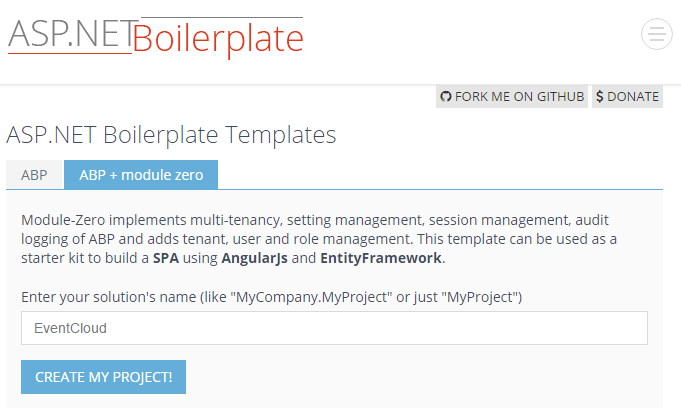 ASP.NET Boilerplate
FORK ME ON GITHUB
$ DONATE
ASP.NET Boilerplate Templates
ABP
ABP + module zero
Module-Zero implements multi-tenancy, setting management, session management, audit
logging of ABP and adds tenant, user and role management. This template can be used as a
starter kit to build a SPA using AngularJs and EntityFramework.
Enter your solution's name (like "MyCompany.MyProject" or just "MyProject")
EventCloud
CREATE MY PROJECT!